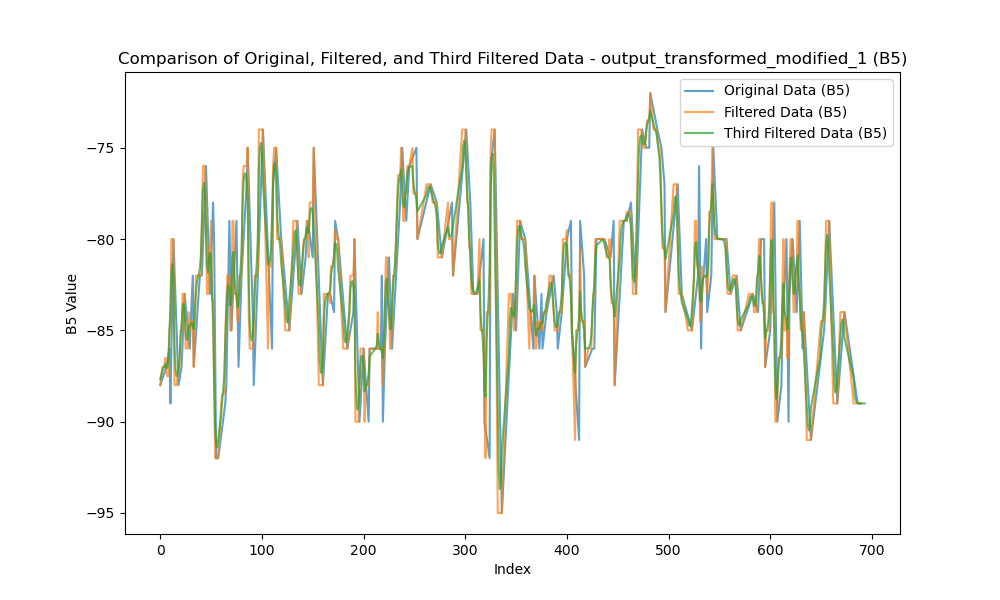 Comparison of Original, Filtered, and Third Filtered Data - output_transformed_modified_1 (B5)
Original Data (B5)
Filtered Data (B5)
Third Filtered Data (B5)
B5 Value
−75
−80
−85
−90
−95
0 100 200 300 400 500 600 700
Index